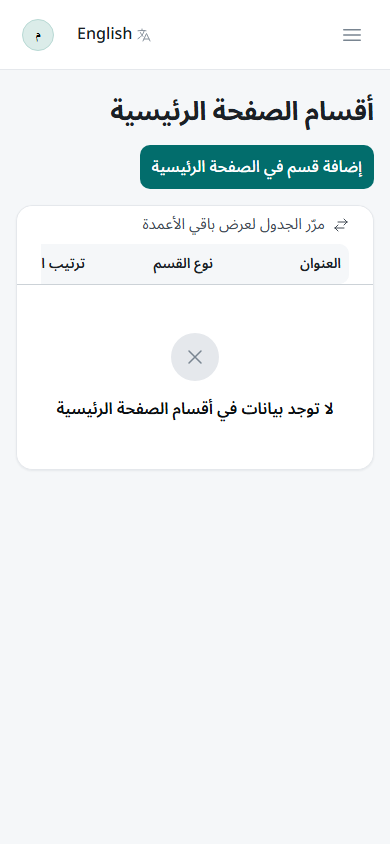 م
English
أقسام الصفحة الرئيسية
إضافة قسم في الصفحة الرئيسية
مرّر الجدول لعرض باقي الأعمدة
العنوان نوع القسم ترتيب ا
لا توجد بيانات في أقسام الصفحة الرئيسية